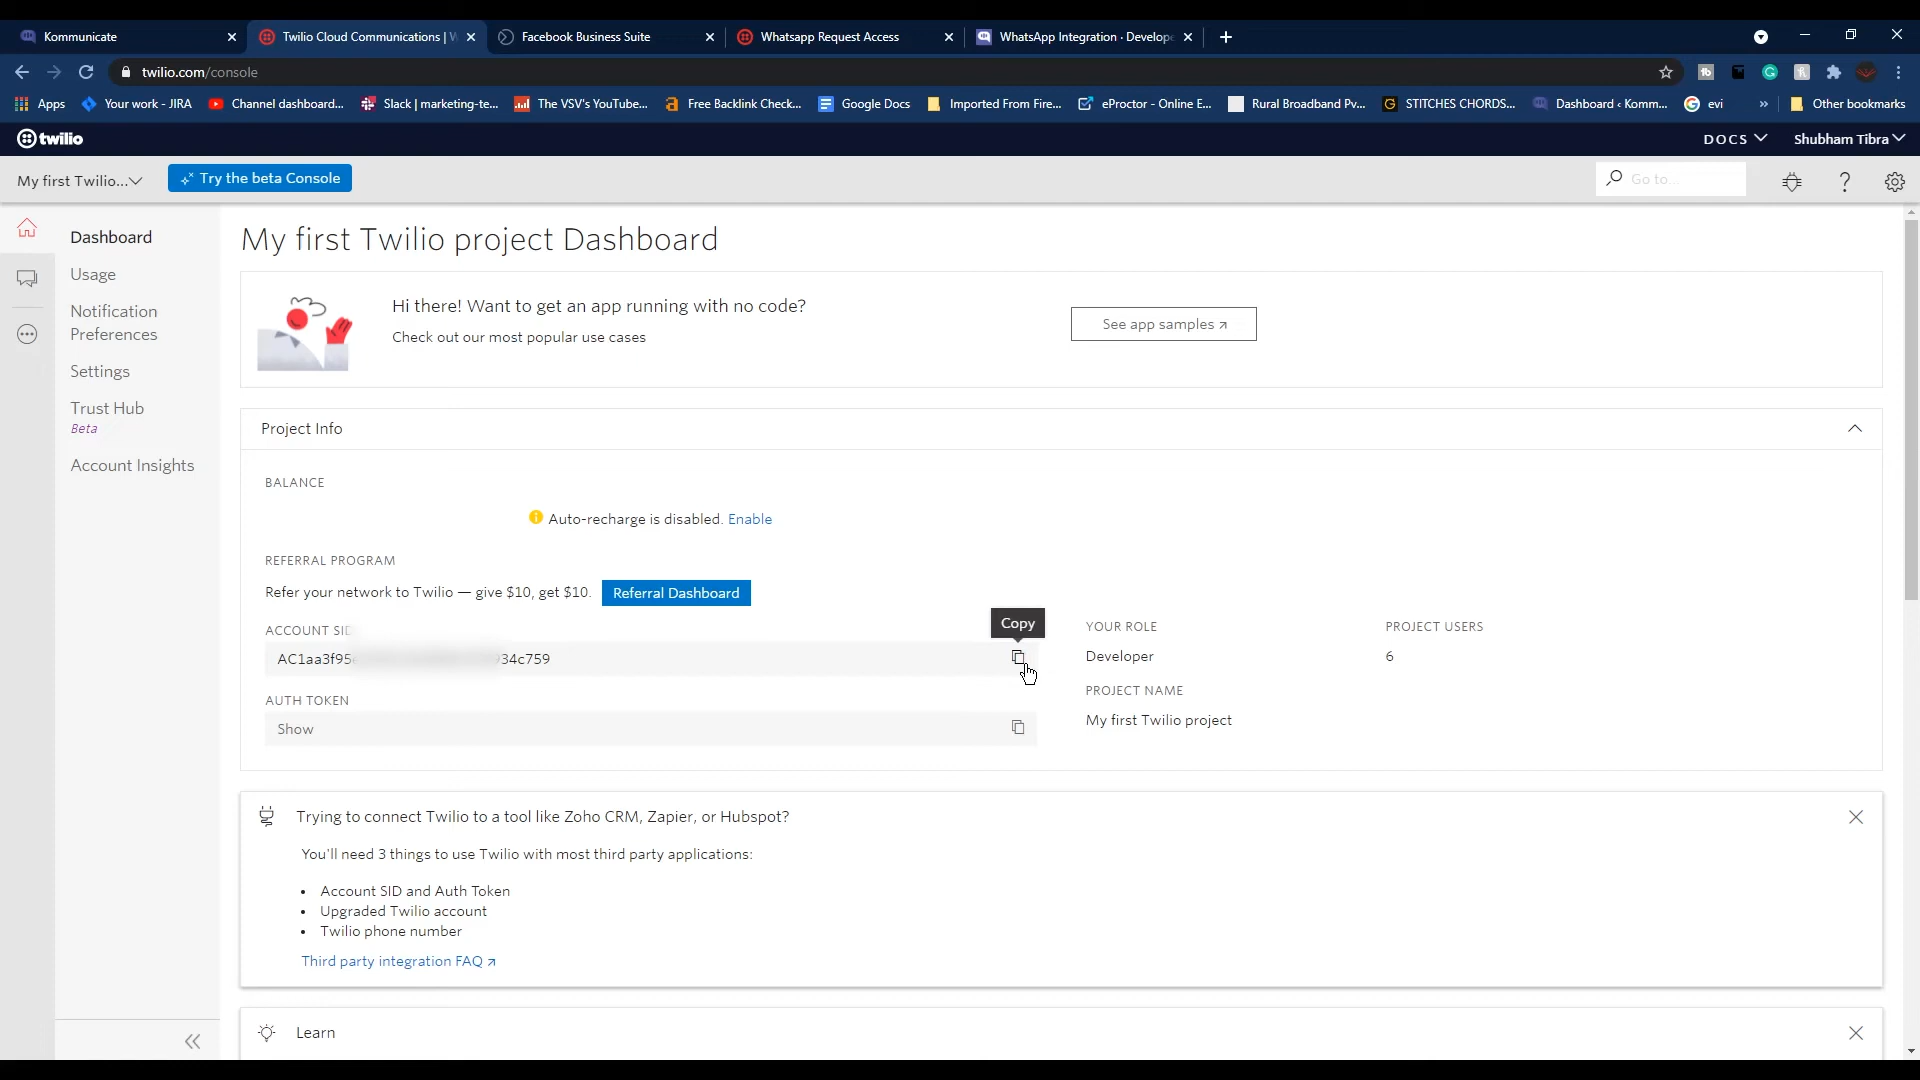 Kommunicate
Twilio Cloud Communications | W
Facebook Business Suite
Whatsapp Request Access
WhatsApp Integration · Develope
twilio.com/console
Apps
Your work - JIRA
Channel dashboard...
Slack | marketing-te...
The VSV's YouTube...
Free Backlink Check...
Google Docs
Imported From Fire...
eProctor - Online E...
Rural Broadband Pv...
STITCHES CHORDS...
Dashboard ‹ Komm...
evi
»
Other bookmarks
twilio
DOCS
Shubham Tibra
My first Twilio...
Try the beta Console
Go to...
Dashboard
Usage
Notification
Preferences
Settings
Trust Hub
Beta
Account Insights
My first Twilio project Dashboard
Hi there! Want to get an app running with no code?
Check out our most popular use cases
See app samples ↗
Project Info
BALANCE
Auto-recharge is disabled. Enable
REFERRAL PROGRAM
Refer your network to Twilio — give $10, get $10.
Referral Dashboard
ACCOUNT SID
Copy
AC1aa3f95 34c759
AUTH TOKEN
Show
YOUR ROLE
Developer
PROJECT USERS
6
PROJECT NAME
My first Twilio project
Trying to connect Twilio to a tool like Zoho CRM, Zapier, or Hubspot?
You'll need 3 things to use Twilio with most third party applications:
• Account SID and Auth Token
• Upgraded Twilio account
• Twilio phone number
Third party integration FAQ ↗
Learn